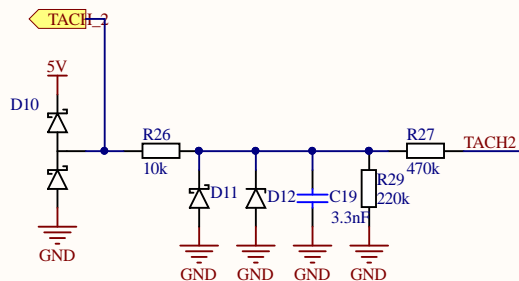 TACH_2
5V
D10
R26
10k
R27
470k
TACH2
D11
D12
C19
3.3nF
R29
220k
GND
GND
GND
GND
GND